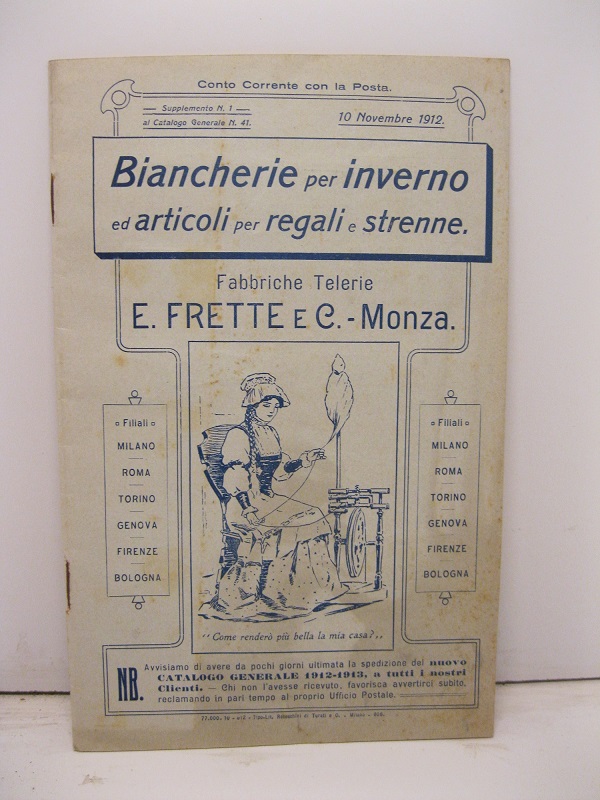 Conto Corrente con la Posta.
Supplemento N. 1
al Catalogo Generale N. 41.
10 Novembre 1912.
Biancherie per inverno
ed articoli per regali e strenne.
Fabbriche Telerie
E. FRETTE E C. - Monza.
Filiali
MILANO
ROMA
TORINO
GENOVA
FIRENZE
BOLOGNA
Filiali
MILANO
ROMA
TORINO
GENOVA
FIRENZE
BOLOGNA
"Come renderò più bella la mia casa?"
NB. Avvisiamo di avere da pochi giorni ultimata la spedizione del nuovo
CATALOGO GENERALE 1912-1913, a tutti i nostri
Clienti. — Chi non l'avesse ricevuto, favorisca avvertirci subito,
reclamando in pari tempo al proprio Ufficio Postale.